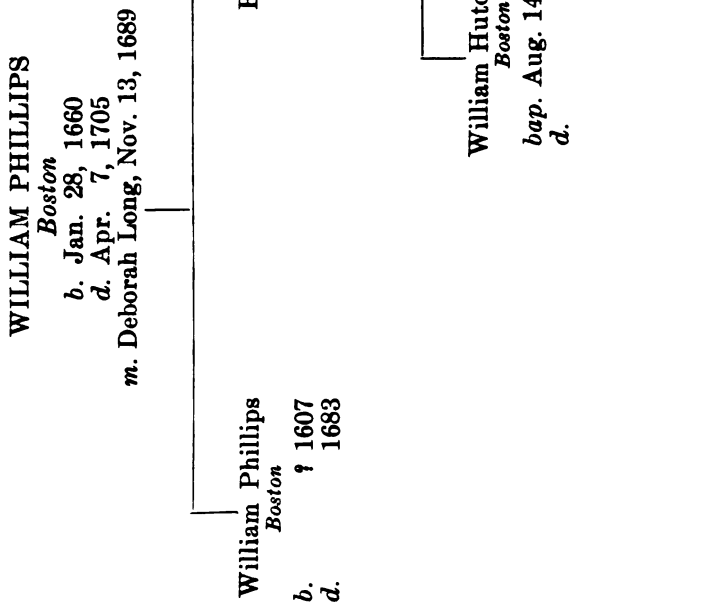 WILLIAM PHILLIPS
Boston
b. Jan. 28, 1660
d. Apr. 7, 1705
m. Deborah Long, Nov. 13, 1689
William Phillips
Boston
b. ? 1607
d. 1683
William
Boston
bap. Aug. 14
d.